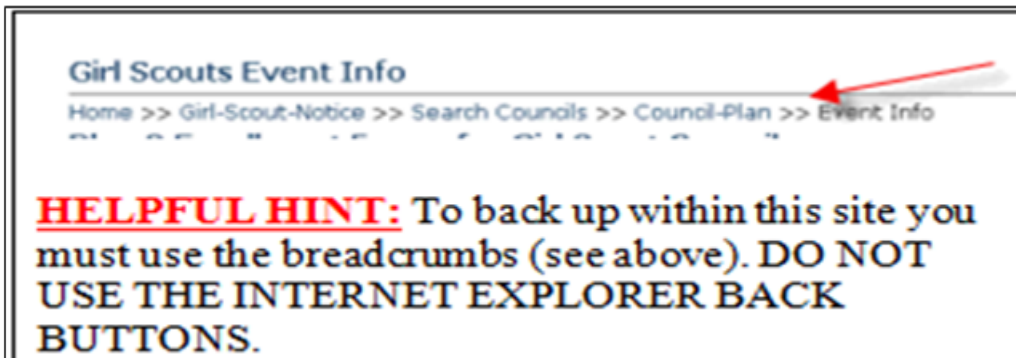 Girl Scouts Event Info
Home >> Girl-Scout-Notice >> Search Councils >> Council-Plan >> Event Info
HELPFUL HINT: To back up within this site you
must use the breadcrumbs (see above). DO NOT
USE THE INTERNET EXPLORER BACK
BUTTONS.